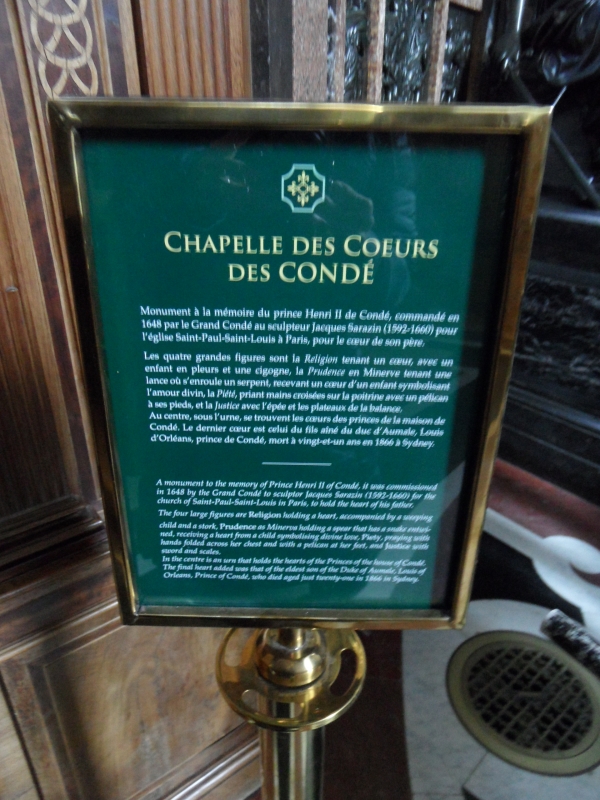 CHAPELLE DES COEURS
DES CONDÉ
Monument à la mémoire du prince Henri II de Condé, commandé en
1648 par le Grand Condé au sculpteur Jacques Sarazin (1592-1660) pour
l'église Saint-Paul-Saint-Louis à Paris, pour le cœur de son père.
Les quatre grandes figures sont la Religion tenant un cœur, avec un
enfant en pleurs et une cigogne, la Prudence en Minerve tenant une
lance où s'enroule un serpent, recevant un cœur d'un enfant symbolisant
l'amour divin, la Piété, priant mains croisées sur la poitrine avec un pélican
à ses pieds, et la Justice avec l'épée et les plateaux de la balance.
Au centre, sous l'urne, se trouvent les cœurs des princes de la maison de
Condé. Le dernier cœur est celui du fils aîné du duc d'Aumale, Louis
d'Orléans, prince de Condé, mort à vingt-et-un ans en 1866 à Sydney.
A monument to the memory of Prince Henri II of Condé, it was commissioned
in 1648 by the Grand Condé to sculptor Jacques Sarazin (1592-1660) for the
church of Saint-Paul-Saint-Louis in Paris, to hold the heart of his father.
The four large figures are Religion holding a heart, accompanied by a weeping
child and a stork, Prudence as Minerva holding a spear that has a snake entwi-
ned, receiving a heart from a child symbolising divine love, Piety, praying with
hands folded across her chest and with a pelican at her feet, and Justice with
sword and scales.
In the centre is an urn that holds the hearts of the Princes of the house of Condé.
The final heart added was that of the eldest son of the Duke of Aumale, Louis of
Orleans, Prince of Condé, who died aged just twenty-one in 1866 in Sydney.